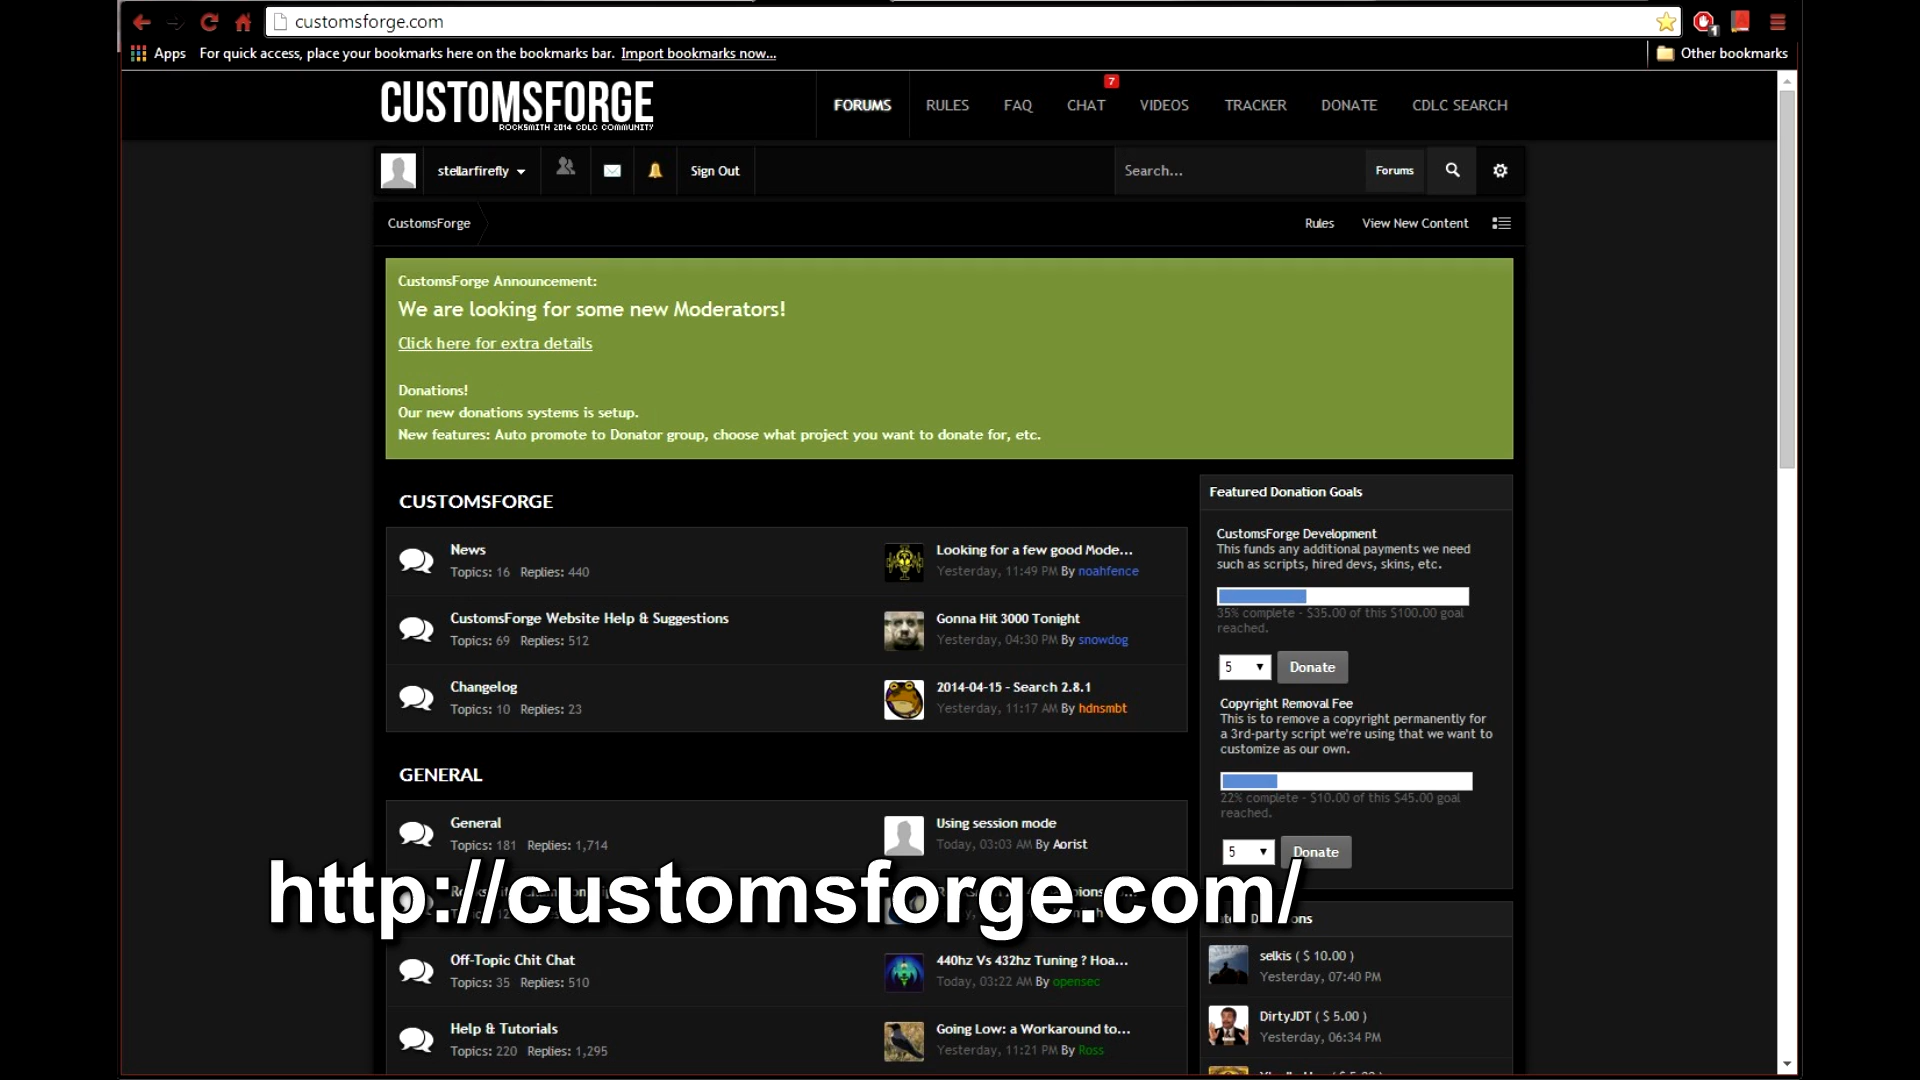 customsforge.com
Apps
For quick access, place your bookmarks here on the bookmarks bar. Import bookmarks now...
Other bookmarks
CUSTOMSFORGE
ROCKSMITH 2014 CDLC COMMUNITY
FORUMS
RULES
FAQ
CHAT
7
VIDEOS
TRACKER
DONATE
CDLC SEARCH
stellarfirefly
Sign Out
Search...
Forums
CustomsForge
Rules
View New Content
CustomsForge Announcement:
We are looking for some new Moderators!
Click here for extra details
Donations!
Our new donations systems is setup.
New features: Auto promote to Donator group, choose what project you want to donate for, etc.
CUSTOMSFORGE
News
Topics: 16 Replies: 440
Looking for a few good Mode...
Yesterday, 11:49 PM By noahfence
CustomsForge Website Help & Suggestions
Topics: 69 Replies: 512
Gonna Hit 3000 Tonight
Yesterday, 04:30 PM By snowdog
Changelog
Topics: 10 Replies: 23
2014-04-15 - Search 2.8.1
Yesterday, 11:17 AM By hdnsmbt
GENERAL
General
Topics: 181 Replies: 1,714
Using session mode
Today, 03:03 AM By Aorist
http://customsforge.com/
Off-Topic Chit Chat
Topics: 35 Replies: 510
440hz Vs 432hz Tuning ? Hoa...
Today, 03:22 AM By opensec
Help & Tutorials
Topics: 220 Replies: 1,295
Going Low: a Workaround to...
Yesterday, 11:21 PM By Ross
Featured Donation Goals
CustomsForge Development
This funds any additional payments we need
such as scripts, hired devs, skins, etc.
35% complete - $35.00 of this $100.00 goal
reached.
5
Donate
Copyright Removal Fee
This is to remove a copyright permanently for
a 3rd-party script we're using that we want to
customize as our own.
22% complete - $10.00 of this $45.00 goal
reached.
5
Donate
selkis ( $ 10.00 )
Yesterday, 07:40 PM
DirtyJDT ( $ 5.00 )
Yesterday, 06:34 PM